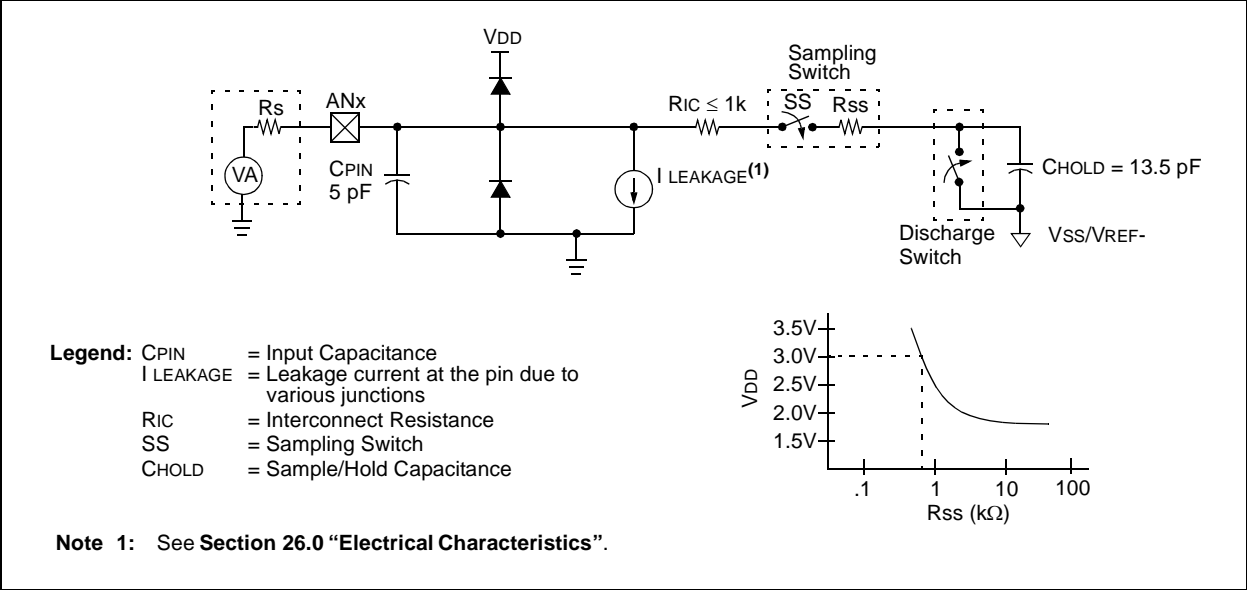 VDD
Sampling
Switch
Rs
ANx
RIC ≤ 1k
SS
RSS
VA
CPIN
5 pF
I LEAKAGE(1)
CHOLD = 13.5 pF
Discharge
Switch
VSS/VREF-
Legend: CPIN = Input Capacitance
I LEAKAGE = Leakage current at the pin due to
various junctions
RIC = Interconnect Resistance
SS = Sampling Switch
CHOLD = Sample/Hold Capacitance
VDD
3.5V
3.0V
2.5V
2.0V
1.5V
.1 1 10 100
Rss (kΩ)
Note 1: See Section 26.0 “Electrical Characteristics”.